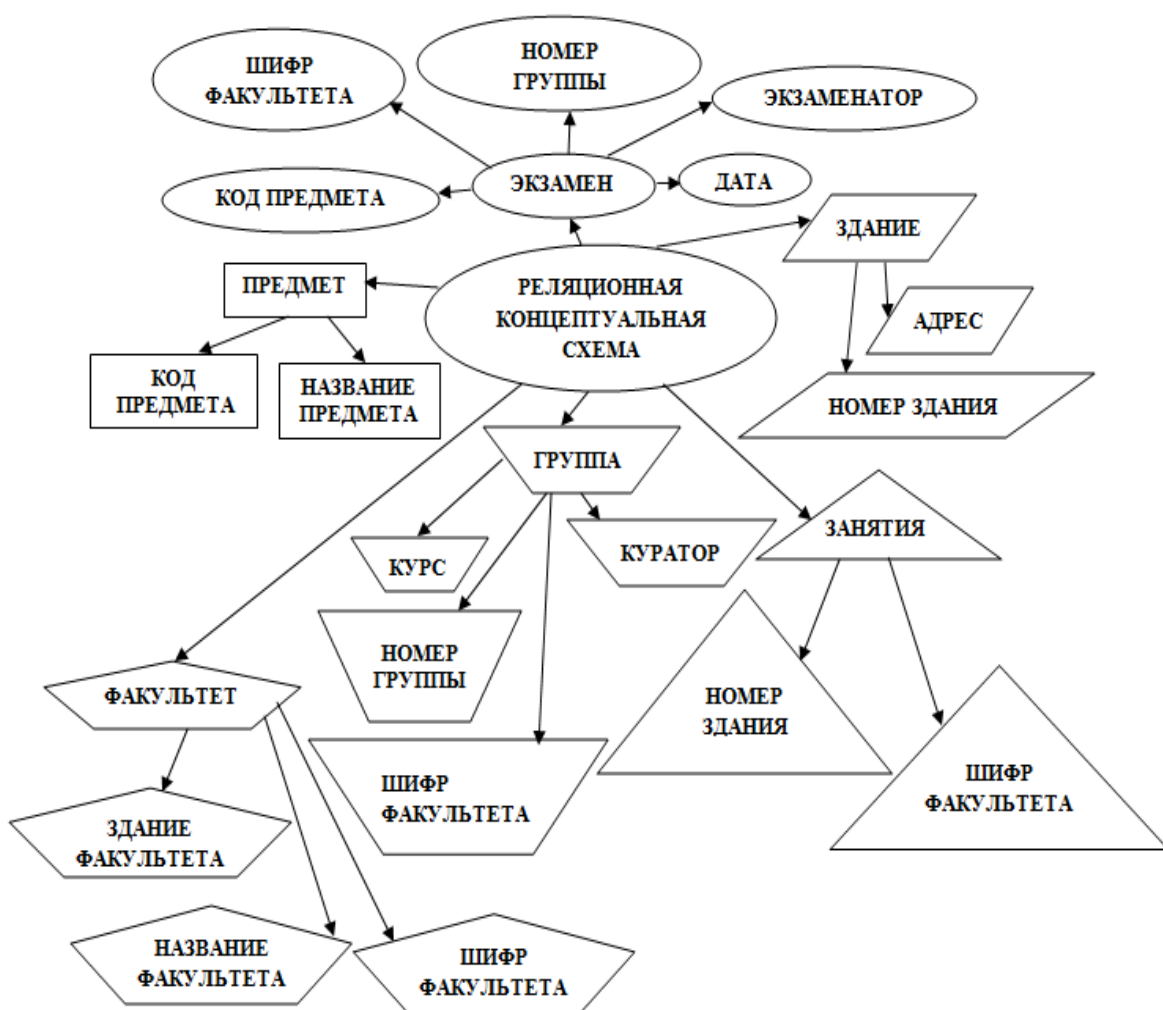 ШИФР
ФАКУЛЬТЕТА
НОМЕР
ГРУППЫ
ЭКЗАМЕНАТОР
КОД ПРЕДМЕТА
ЭКЗАМЕН
ДАТА
ЗДАНИЕ
ПРЕДМЕТ
РЕЛЯЦИОННАЯ
КОНЦЕПТУАЛЬНАЯ
СХЕМА
АДРЕС
КОД
ПРЕДМЕТА
НАЗВАНИЕ
ПРЕДМЕТА
НОМЕР ЗДАНИЯ
ГРУППА
ЗАНЯТИЯ
КУРС
КУРАТОР
НОМЕР
ГРУППЫ
ФАКУЛЬТЕТ
НОМЕР
ЗДАНИЯ
ШИФР
ФАКУЛЬТЕТА
ШИФР
ФАКУЛЬТЕТА
ЗДАНИЕ
ФАКУЛЬТЕТА
НАЗВАНИЕ
ФАКУЛЬТЕТА
ШИФР
ФАКУЛЬТЕТА